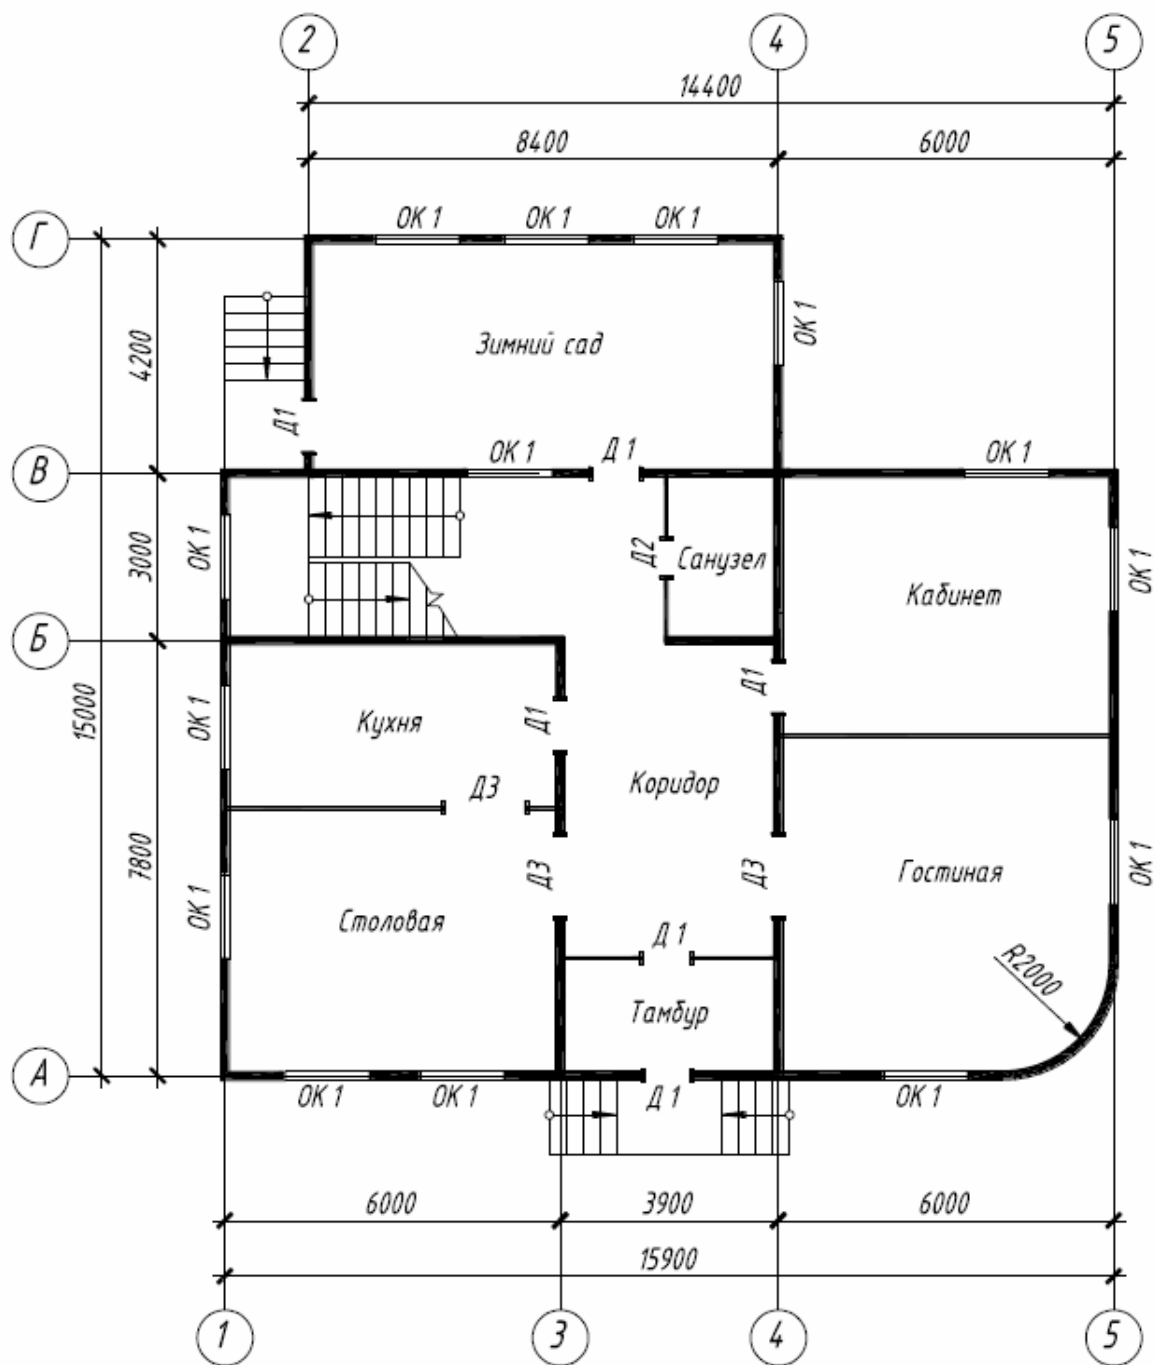 2
4
5
14400
8400
6000
Г
ОК 1
ОК 1
ОК 1
4200
Зимний сад
ОК 1
Д1
В
ОК 1
Д 1
ОК 1
ОК 1
3000
Д2
Санузел
Кабинет
ОК 1
Б
15000
ОК 1
Кухня
Д1
Д1
Д3
Коридор
7800
ОК 1
Столовая
Д3
Д3
Гостиная
ОК 1
Д 1
R2000
Тамбур
А
ОК 1
ОК 1
Д 1
ОК 1
6000
3900
6000
15900
1
3
4
5